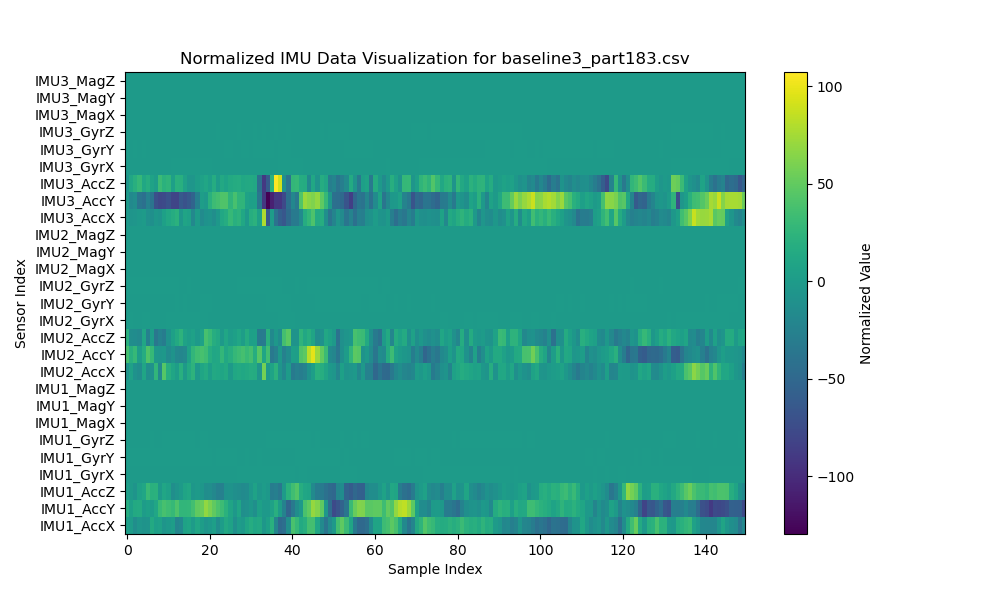 Normalized IMU Data Visualization for baseline3_part183.csv
IMU3_MagZ
IMU3_MagY
IMU3_MagX
IMU3_GyrZ
IMU3_GyrY
IMU3_GyrX
IMU3_AccZ
IMU3_AccY
IMU3_AccX
IMU2_MagZ
IMU2_MagY
IMU2_MagX
IMU2_GyrZ
IMU2_GyrY
IMU2_GyrX
IMU2_AccZ
IMU2_AccY
IMU2_AccX
IMU1_MagZ
IMU1_MagY
IMU1_MagX
IMU1_GyrZ
IMU1_GyrY
IMU1_GyrX
IMU1_AccZ
IMU1_AccY
IMU1_AccX
Sensor Index
0 20 40 60 80 100 120 140
Sample Index
100
50
0
−50
−100
Normalized Value